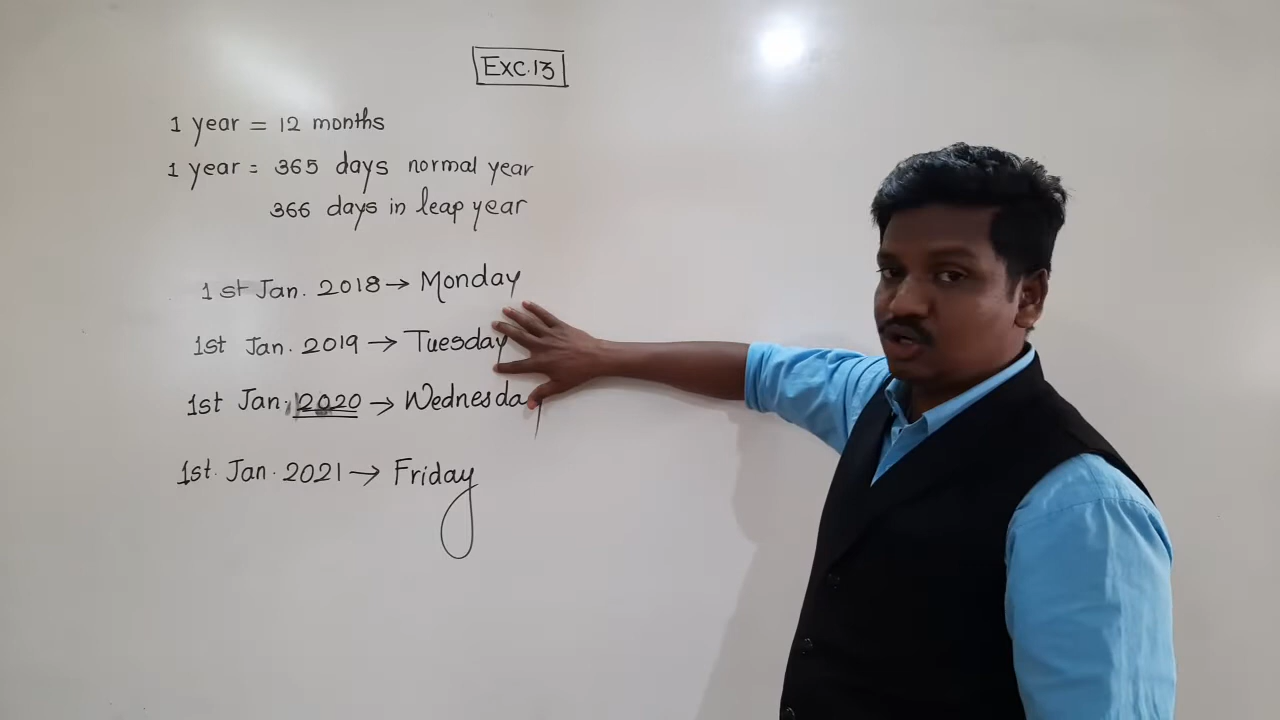 Exc.13
1 year = 12 months
1 year = 365 days normal year
366 days in leap year
1st Jan. 2018 → Monday
1st Jan. 2019 → Tuesday
1st Jan. 2020 → Wednesday
1st. Jan. 2021 → Friday